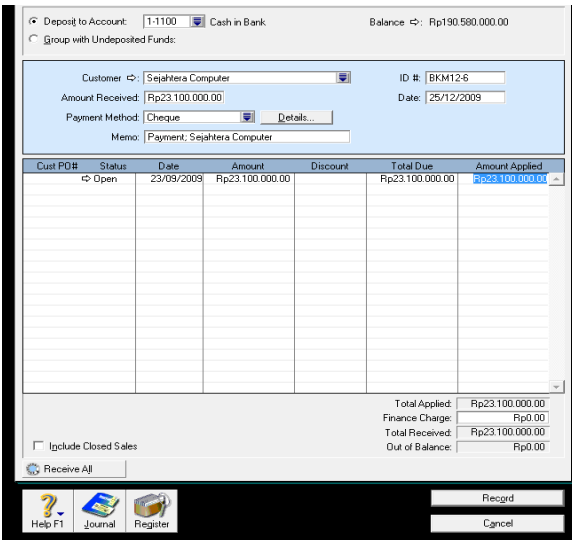 Deposit to Account: 1-1100 Cash in Bank Balance ⇨: Rp190.580.000.00
Group with Undeposited Funds:
Customer ⇨: Sejahtera Computer ID #: BKM12-6
Amount Received: Rp23.100.000.00 Date: 25/12/2009
Payment Method: Cheque Details...
Memo: Payment; Sejahtera Computer
Cust PO# Status Date Amount Discount Total Due Amount Applied
⇨ Open 23/09/2009 Rp23.100.000.00 Rp23.100.000.00 Rp23.100.000.00
Total Applied: Rp23.100.000.00
Finance Charge: Rp0.00
Total Received: Rp23.100.000.00
Include Closed Sales Out of Balance: Rp0.00
Receive All
Help F1 Journal Register
Record
Cancel